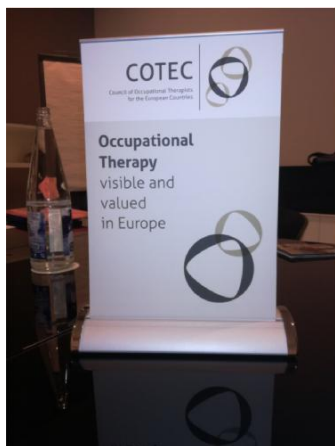 COTEC
Council of Occupational Therapists
for the European Countries
Occupational
Therapy
visible and
valued
in Europe